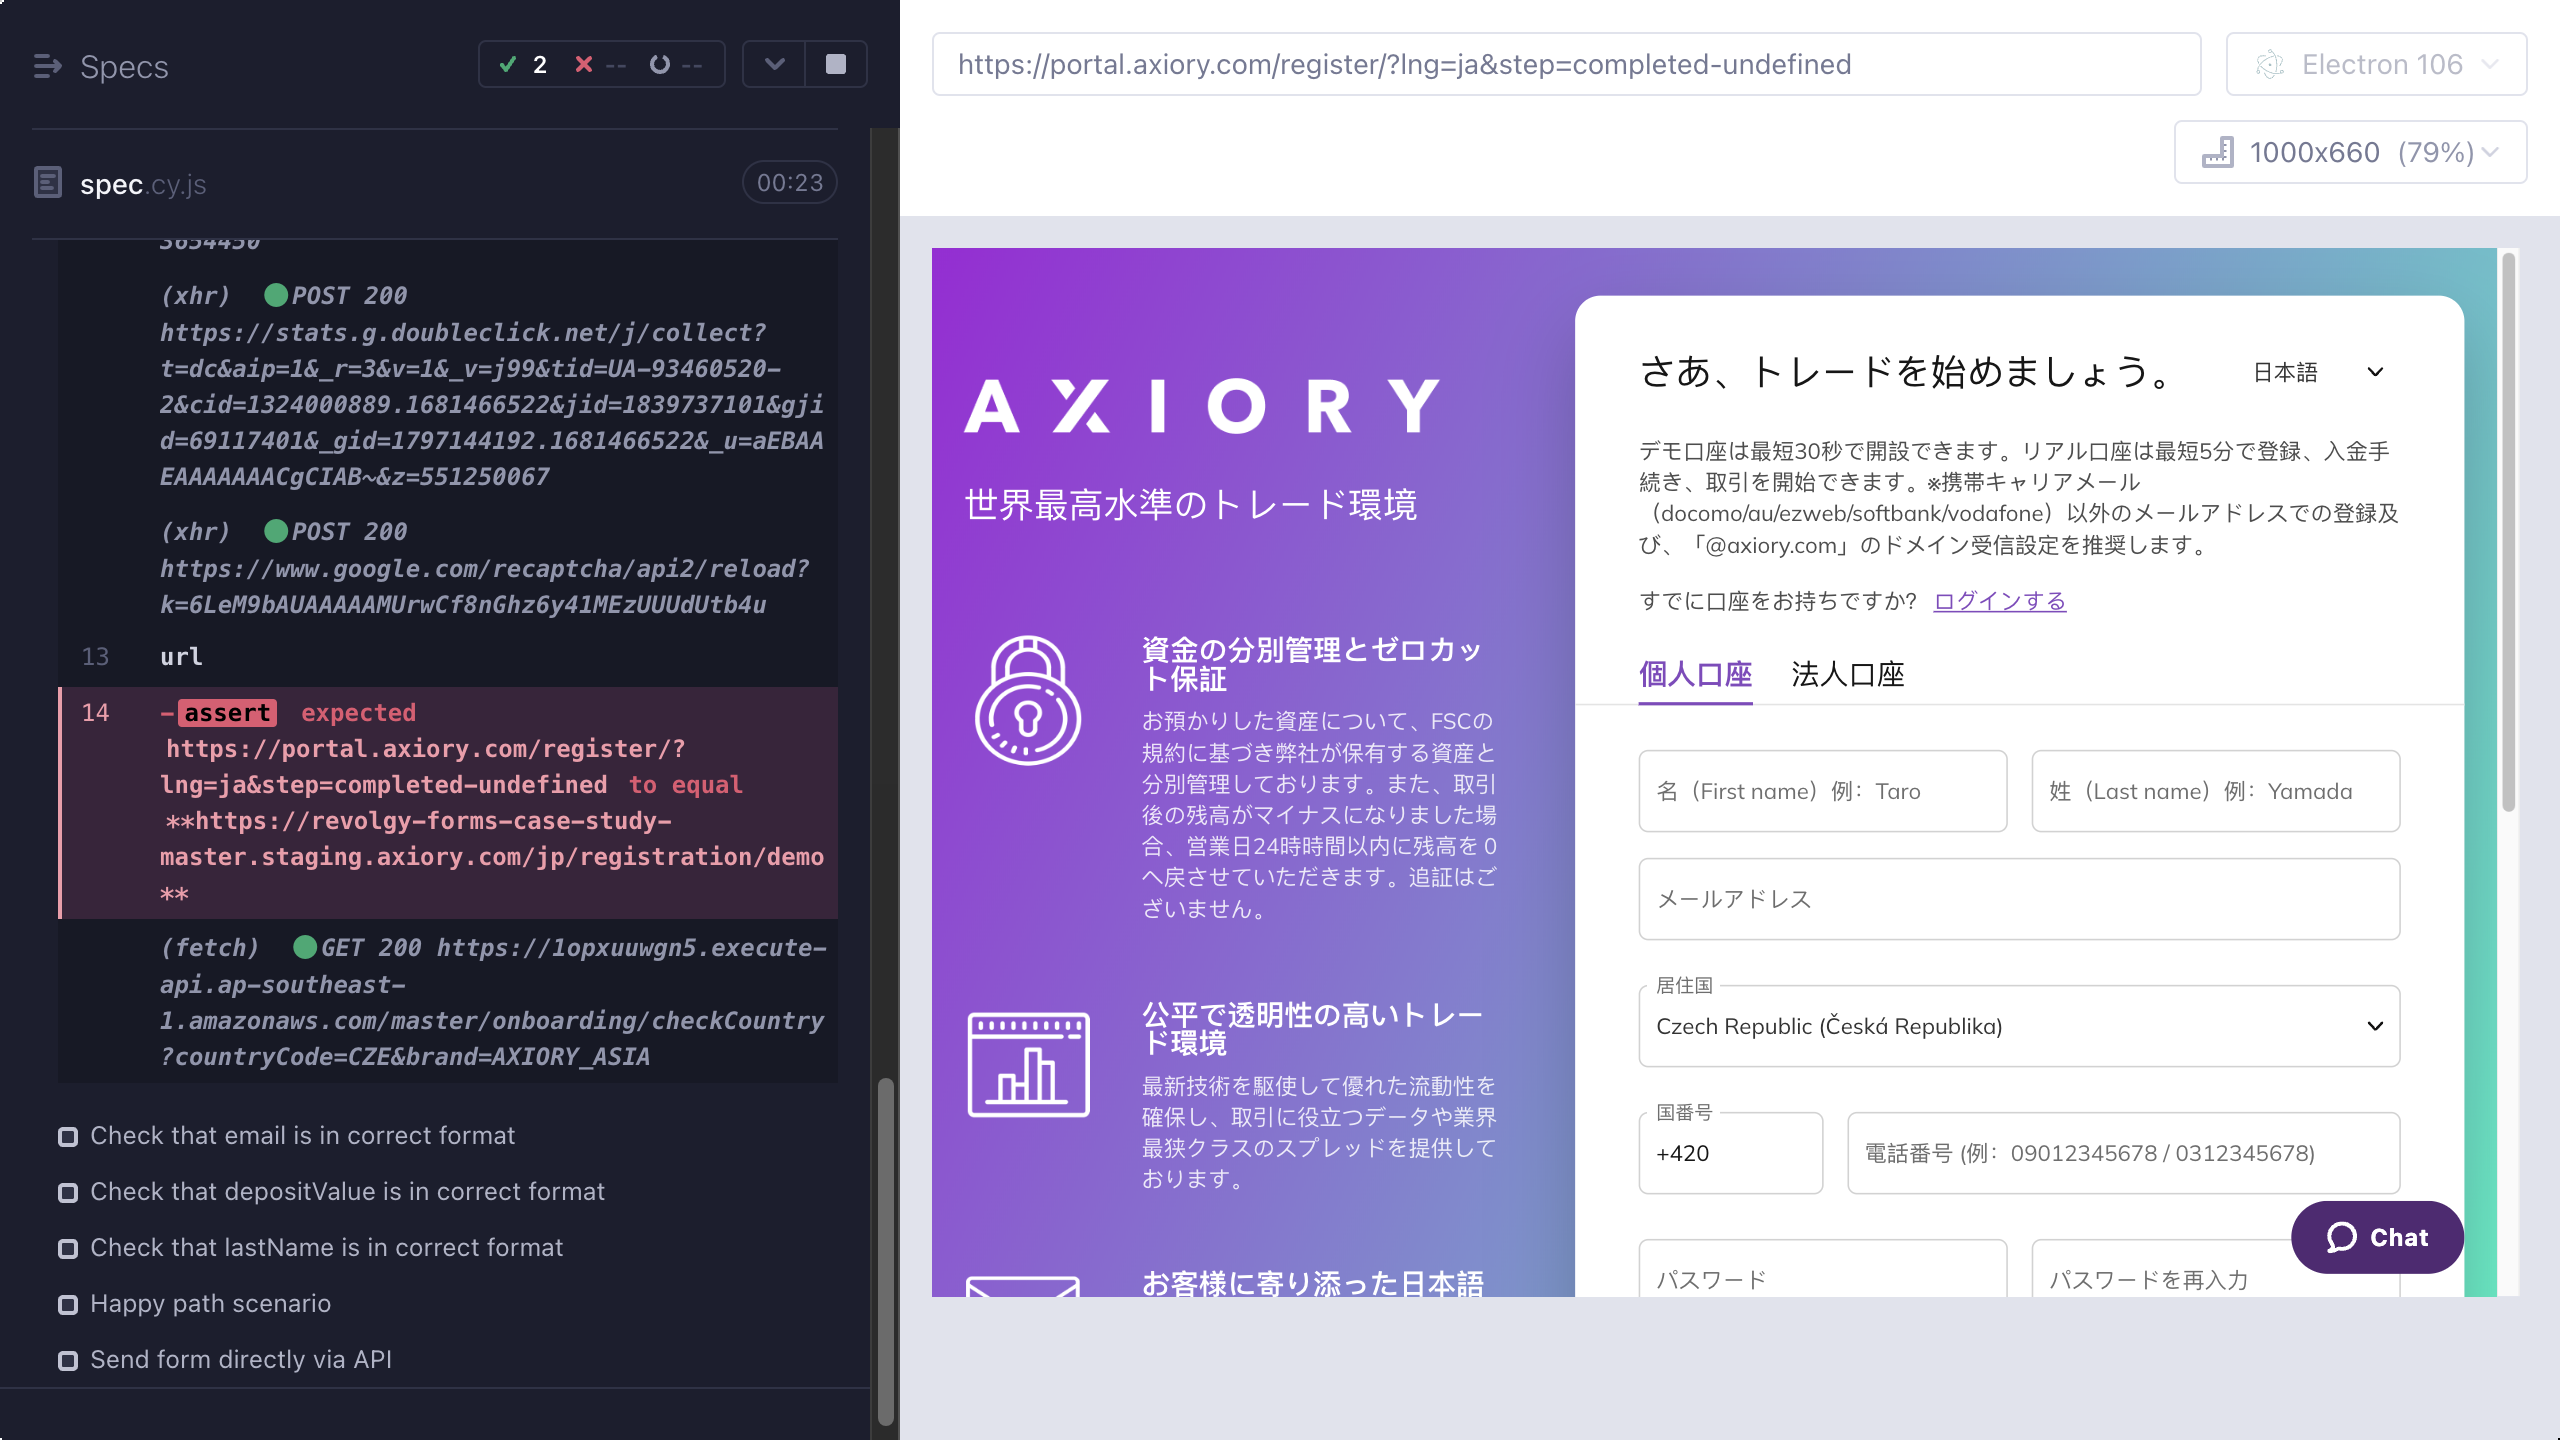 Specs
2 -- --
spec.cy.js 00:23
3654450
(xhr) POST 200
https://stats.g.doubleclick.net/j/collect?
t=dc&aip=1&_r=3&v=1&_v=j99&tid=UA-93460520-
2&cid=1324000889.1681466522&jid=1839737101&gji
d=69117401&_gid=1797144192.1681466522&_u=aEBAA
EAAAAAAACgCIAB~&z=551250067
(xhr) POST 200
https://www.google.com/recaptcha/api2/reload?
k=6LeM9bAUAAAAAMUrwCf8nGhz6y41MEzUUUdUtb4u
13 url
14 -assert expected
https://portal.axiory.com/register/?
lng=ja&step=completed-undefined to equal
**https://revolgy-forms-case-study-
master.staging.axiory.com/jp/registration/demo
**
(fetch) GET 200 https://1opxuuwgn5.execute-
api.ap-southeast-
1.amazonaws.com/master/onboarding/checkCountry
?countryCode=CZE&brand=AXIORY_ASIA
Check that email is in correct format
Check that depositValue is in correct format
Check that lastName is in correct format
Happy path scenario
Send form directly via API
https://portal.axiory.com/register/?lng=ja&step=completed-undefined
Electron 106
1000x660 (79%)
AXIORY
世界最高水準のトレード環境
資金の分別管理とゼロカッ
ト保証
お預かりした資産について、FSCの
規約に基づき弊社が保有する資産と
分別管理しております。また、取引
後の残高がマイナスになりました場
合、営業日24時時間以内に残高を０
へ戻させていただきます。追証はご
ざいません。
公平で透明性の高いトレー
ド環境
最新技術を駆使して優れた流動性を
確保し、取引に役立つデータや業界
最狭クラスのスプレッドを提供して
おります。
お客様に寄り添った日本語
さあ、トレードを始めましょう。
日本語
デモ口座は最短30秒で開設できます。リアル口座は最短5分で登録、入金手
続き、取引を開始できます。※携帯キャリアメール
（docomo/au/ezweb/softbank/vodafone）以外のメールアドレスでの登録及
び、「@axiory.com」のドメイン受信設定を推奨します。
すでに口座をお持ちですか? ログインする
個人口座 法人口座
名（First name）例：Taro
姓（Last name）例：Yamada
メールアドレス
居住国
Czech Republic (Česká Republika)
国番号
+420
電話番号 (例：09012345678 / 0312345678)
Chat
パスワード
パスワードを再入力